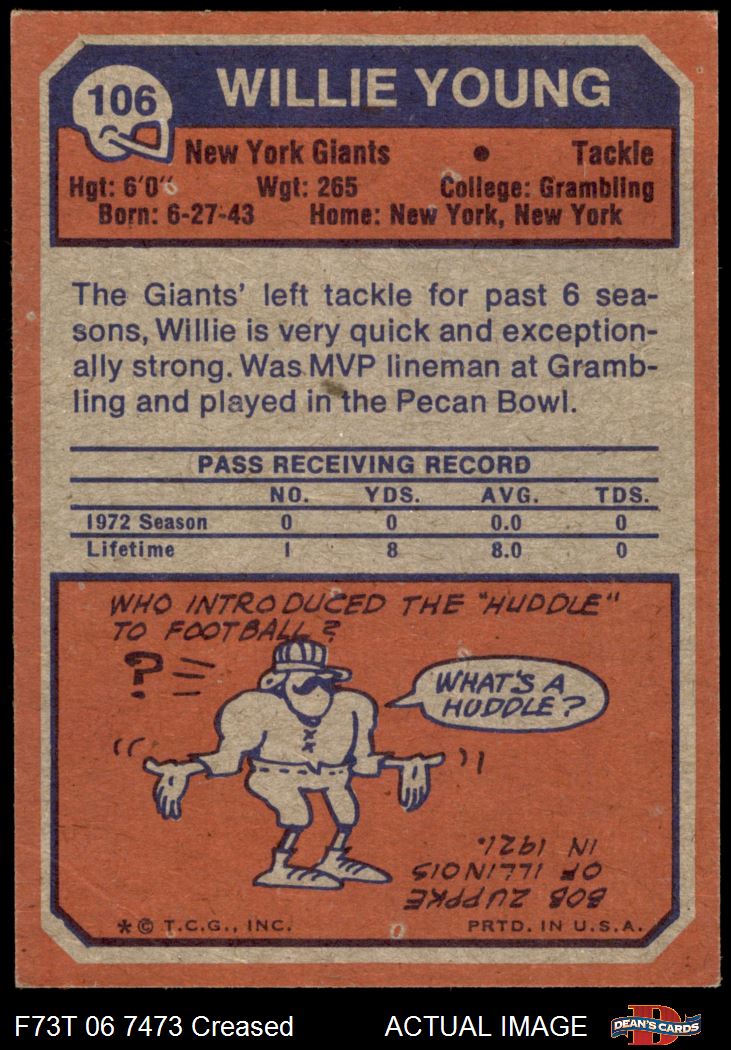 106
WILLIE YOUNG
New York Giants • Tackle
Hgt: 6'0" Wgt: 265 College: Grambling
Born: 6-27-43 Home: New York, New York
The Giants' left tackle for past 6 sea-
sons, Willie is very quick and exception-
ally strong. Was MVP lineman at Gramb-
ling and played in the Pecan Bowl.
PASS RECEIVING RECORD
NO. YDS. AVG. TDS.
1972 Season 0 0 0.0 0
Lifetime 1 8 8.0 0
WHO INTRODUCED THE "HUDDLE"
TO FOOTBALL?
?
WHAT'S A
HUDDLE?
BOB ZUPPKE
OF ILLINOIS
IN 1921.
*© T.C.G., INC. PRTD. IN U.S.A.
F73T 06 7473 Creased ACTUAL IMAGE
D
DEAN'S CARDS